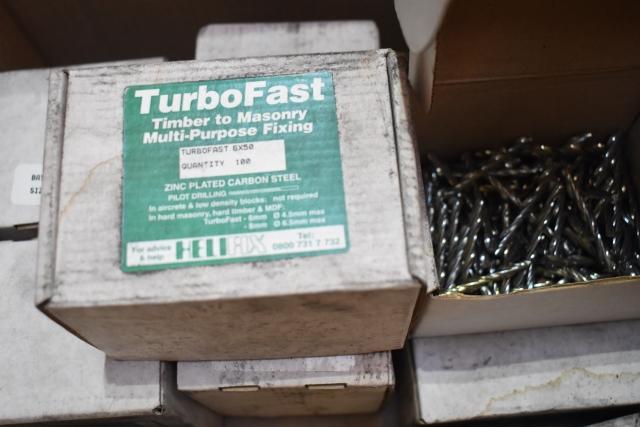 TurboFast
Timber to Masonry
Multi-Purpose Fixing
TURBOFAST 6X50
QUANTITY 100
ZINC PLATED CARBON STEEL
PILOT DRILLING
In aircrete & low density blocks: not required
In hard masonry, hard timber & MDF:
TurboFast - 6mm Ø 4.5mm max
- 8mm Ø 6.5mm max
For advice & help
HELIFIX
Tel:
0800 731 7 732